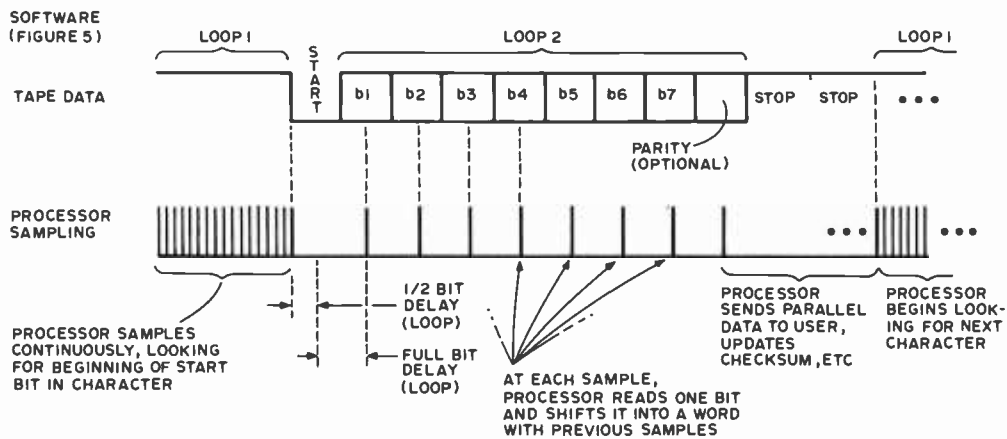 SOFTWARE
(FIGURE 5)
LOOP 1
START
LOOP 2
LOOP 1
TAPE DATA
b1 b2 b3 b4 b5 b6 b7 STOP STOP •••
PARITY
(OPTIONAL)
PROCESSOR
SAMPLING
••• •••
1/2 BIT
DELAY
(LOOP)
FULL BIT
DELAY
(LOOP)
PROCESSOR SAMPLES
CONTINUOUSLY, LOOKING
FOR BEGINNING OF START
BIT IN CHARACTER
AT EACH SAMPLE,
PROCESSOR READS ONE BIT
AND SHIFTS IT INTO A WORD
WITH PREVIOUS SAMPLES
PROCESSOR
SENDS PARALLEL
DATA TO USER,
UPDATES
CHECKSUM, ETC
PROCESSOR
BEGINS LOOK-
ING FOR NEXT
CHARACTER